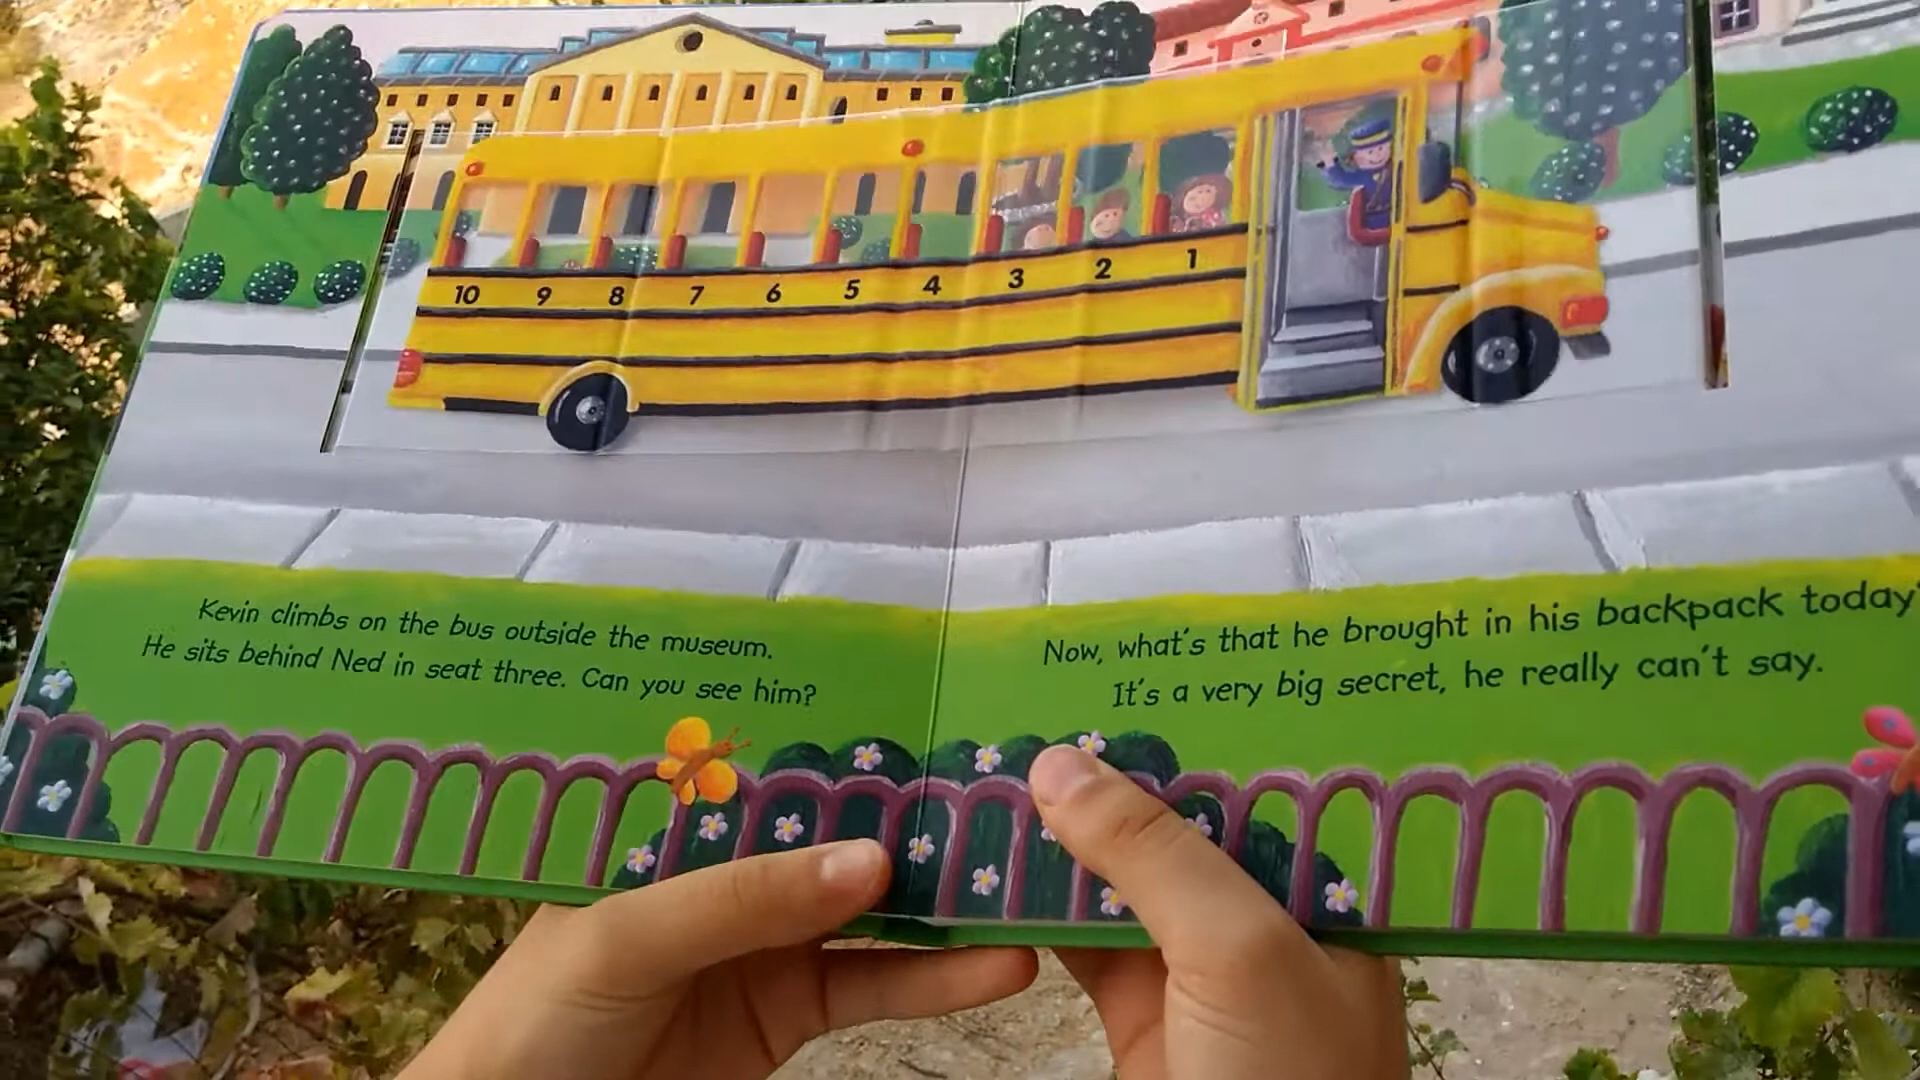 10 9 8 7 6 5 4 3 2 1
Kevin climbs on the bus outside the museum.
He sits behind Ned in seat three. Can you see him?
Now, what's that he brought in his backpack today?
It's a very big secret, he really can't say.